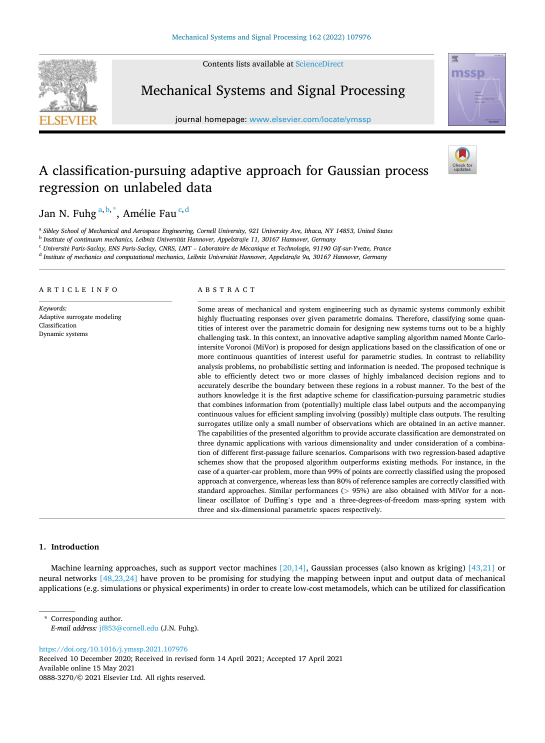 Mechanical Systems and Signal Processing 162 (2022) 107976
Contents lists available at ScienceDirect
Mechanical Systems and Signal Processing
journal homepage: www.elsevier.com/locate/ymssp
ELSEVIER
mssp
Check for
updates
A classification-pursuing adaptive approach for Gaussian process
regression on unlabeled data
Jan N. Fuhg a,b,*, Amélie Fau c,d
a Sibley School of Mechanical and Aerospace Engineering, Cornell University, 921 University Ave, Ithaca, NY 14853, United States
b Institute of continuum mechanics, Leibniz Universität Hannover, Appelstraße 11, 30167 Hannover, Germany
c Université Paris-Saclay, ENS Paris-Saclay, CNRS, LMT – Laboratoire de Mécanique et Technologie, 91190 Gif-sur-Yvette, France
d Institute of mechanics and computational mechanics, Leibniz Universität Hannover, Appelstraße 9a, 30167 Hannover, Germany
ARTICLE INFO
Keywords:
Adaptive surrogate modeling
Classification
Dynamic systems
ABSTRACT
Some areas of mechanical and system engineering such as dynamic systems commonly exhibit
highly fluctuating responses over given parametric domains. Therefore, classifying some quan-
tities of interest over the parametric domain for designing new systems turns out to be a highly
challenging task. In this context, an innovative adaptive sampling algorithm named Monte Carlo-
intersite Voronoi (MiVor) is proposed for design applications based on the classification of one or
more continuous quantities of interest useful for parametric studies. In contrast to reliability
analysis problems, no probabilistic setting and information is needed. The proposed technique is
able to efficiently detect two or more classes of highly imbalanced decision regions and to
accurately describe the boundary between these regions in a robust manner. To the best of the
authors knowledge it is the first adaptive scheme for classification-pursuing parametric studies
that combines information from (potentially) multiple class label outputs and the accompanying
continuous values for efficient sampling involving (possibly) multiple class outputs. The resulting
surrogates utilize only a small number of observations which are obtained in an active manner.
The capabilities of the presented algorithm to provide accurate classification are demonstrated on
three dynamic applications with various dimensionality and under consideration of a combina-
tion of different first-passage failure scenarios. Comparisons with two regression-based adaptive
schemes show that the proposed algorithm outperforms existing methods. For instance, in the
case of a quarter-car problem, more than 99% of points are correctly classified using the proposed
approach at convergence, whereas less than 80% of reference samples are correctly classified with
standard approaches. Similar performances (> 95%) are also obtained with MiVor for a non-
linear oscillator of Duffing's type and a three-degrees-of-freedom mass-spring system with
three and six-dimensional parametric spaces respectively.
1. Introduction
Machine learning approaches, such as support vector machines [20,14], Gaussian processes (also known as kriging) [43,21] or
neural networks [48,23,24] have proven to be promising for studying the mapping between input and output data of mechanical
applications (e.g. simulations or physical experiments) in order to create low-cost metamodels, which can be utilized for classification
* Corresponding author.
E-mail address: jf853@cornell.edu (J.N. Fuhg).
https://doi.org/10.1016/j.ymssp.2021.107976
Received 10 December 2020; Received in revised form 14 April 2021; Accepted 17 April 2021
Available online 15 May 2021
0888-3270/© 2021 Elsevier Ltd. All rights reserved.